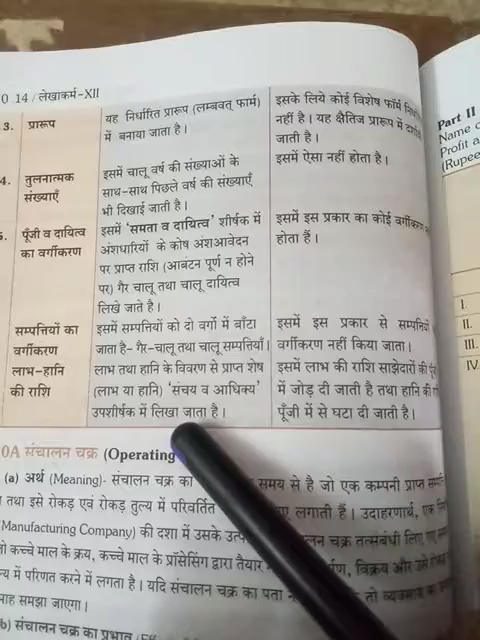 0 .14 / लेखाकर्म-XII
3. प्रारूप
यह निर्धारित प्रारूप (लम्बवत् फार्म)
में बनाया जाता है।
इसके लिये कोई विशेष फॉर्म
नहीं है। यह क्षैतिज प्रारूप में
जाती है।
4. तुलनात्मक
संख्याएँ
इसमें चालू वर्ष की संख्याओं के
साथ-साथ पिछले वर्ष की संख्याएँ
भी दिखाई जाती है।
इसमें ऐसा नहीं होता है।
पूँजी व दायित्व
का वर्गीकरण
इसमें 'समता व दायित्व' शीर्षक में
अंशधारियों के कोष अंशआवेदन
पर प्राप्त राशि (आबंटन पूर्ण न होने
पर) गैर चालू तथा चालू दायित्व
लिखे जाते है।
इसमें इस प्रकार का कोई वर्गीकरण
होता हैं।
सम्पत्तियों का
वर्गीकरण
इसमें सम्पत्तियों को दो वर्गो में बाँटा
जाता है- गैर-चालू तथा चालू सम्पत्तियाँ।
इसमें इस प्रकार से सम्पत्तियो
वर्गीकरण नहीं किया जाता।
लाभ-हानि
की राशि
लाभ तथा हानि के विवरण से प्राप्त शेष
(लाभ या हानि) 'संचय व आधिक्य'
उपशीर्षक में लिखा जाता है।
इसमें लाभ की राशि साझेदारों की
में जोड़ दी जाती है तथा हानि की
पूँजी में से घटा दी जाती है।
0A संचालन चक्र (Operating
(a) अर्थ (Meaning)- संचालन चक्र का समय से है जो एक कम्पनी प्राप्त
तथा इसे रोकड़ एवं रोकड़ तुल्य में परिवर्तित लगाती हैं। उदाहरणार्थ, एक
Manufacturing Company) की दशा में उसके चक्र तत्सम्बंधी लिए गए
कच्चे माल के क्रय, कच्चे माल के प्रॉसेसिंग द्वारा तैयार विक्रय और उसे
में परिणत करने में लगता है। यदि संचालन चक्र का पता तो
माह समझा जाएगा।
b) संचालन चक्र का प्रभाव
Part II
Name o
Profit a
(Rupee
I.
II.
III.
IV.